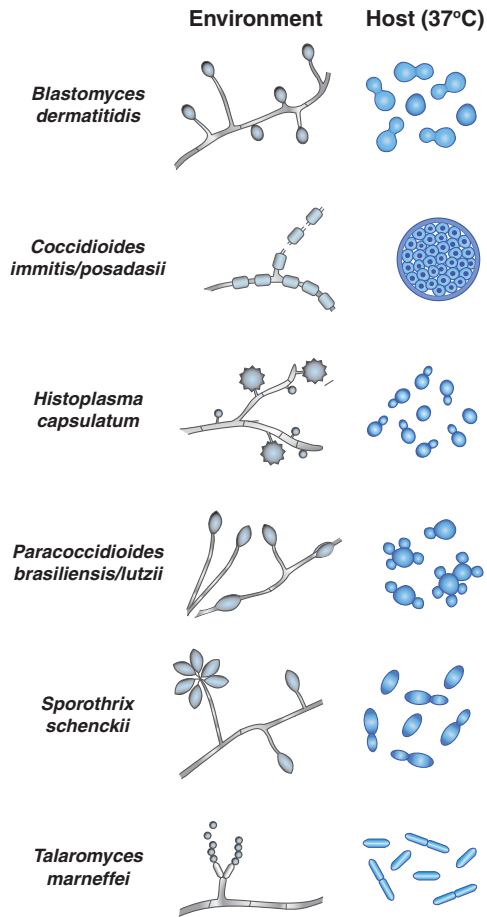 Environment Host (37°C)
Blastomyces
dermatitidis
Coccidioides
immitis/posadasii
Histoplasma
capsulatum
Paracoccidioides
brasiliensis/lutzii
Sporothrix
schenckii
Talaromyces
marneffei